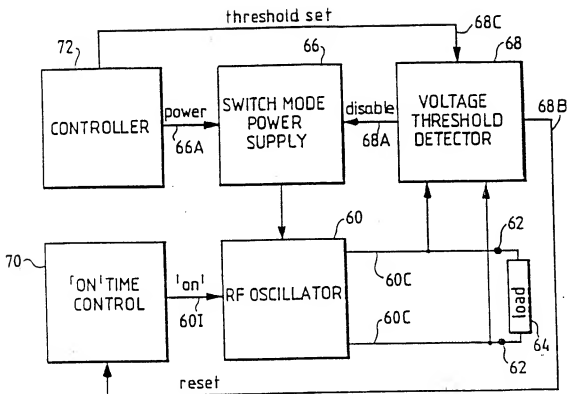 threshold set
68C
72
66
68
68B
CONTROLLER
power
66A
SWITCH MODE
POWER
SUPPLY
disable
68A
VOLTAGE
THRESHOLD
DETECTOR
60
62
70
'ON' TIME
CONTROL
'on'
60I
RF OSCILLATOR
60C
60C
load
64
62
reset